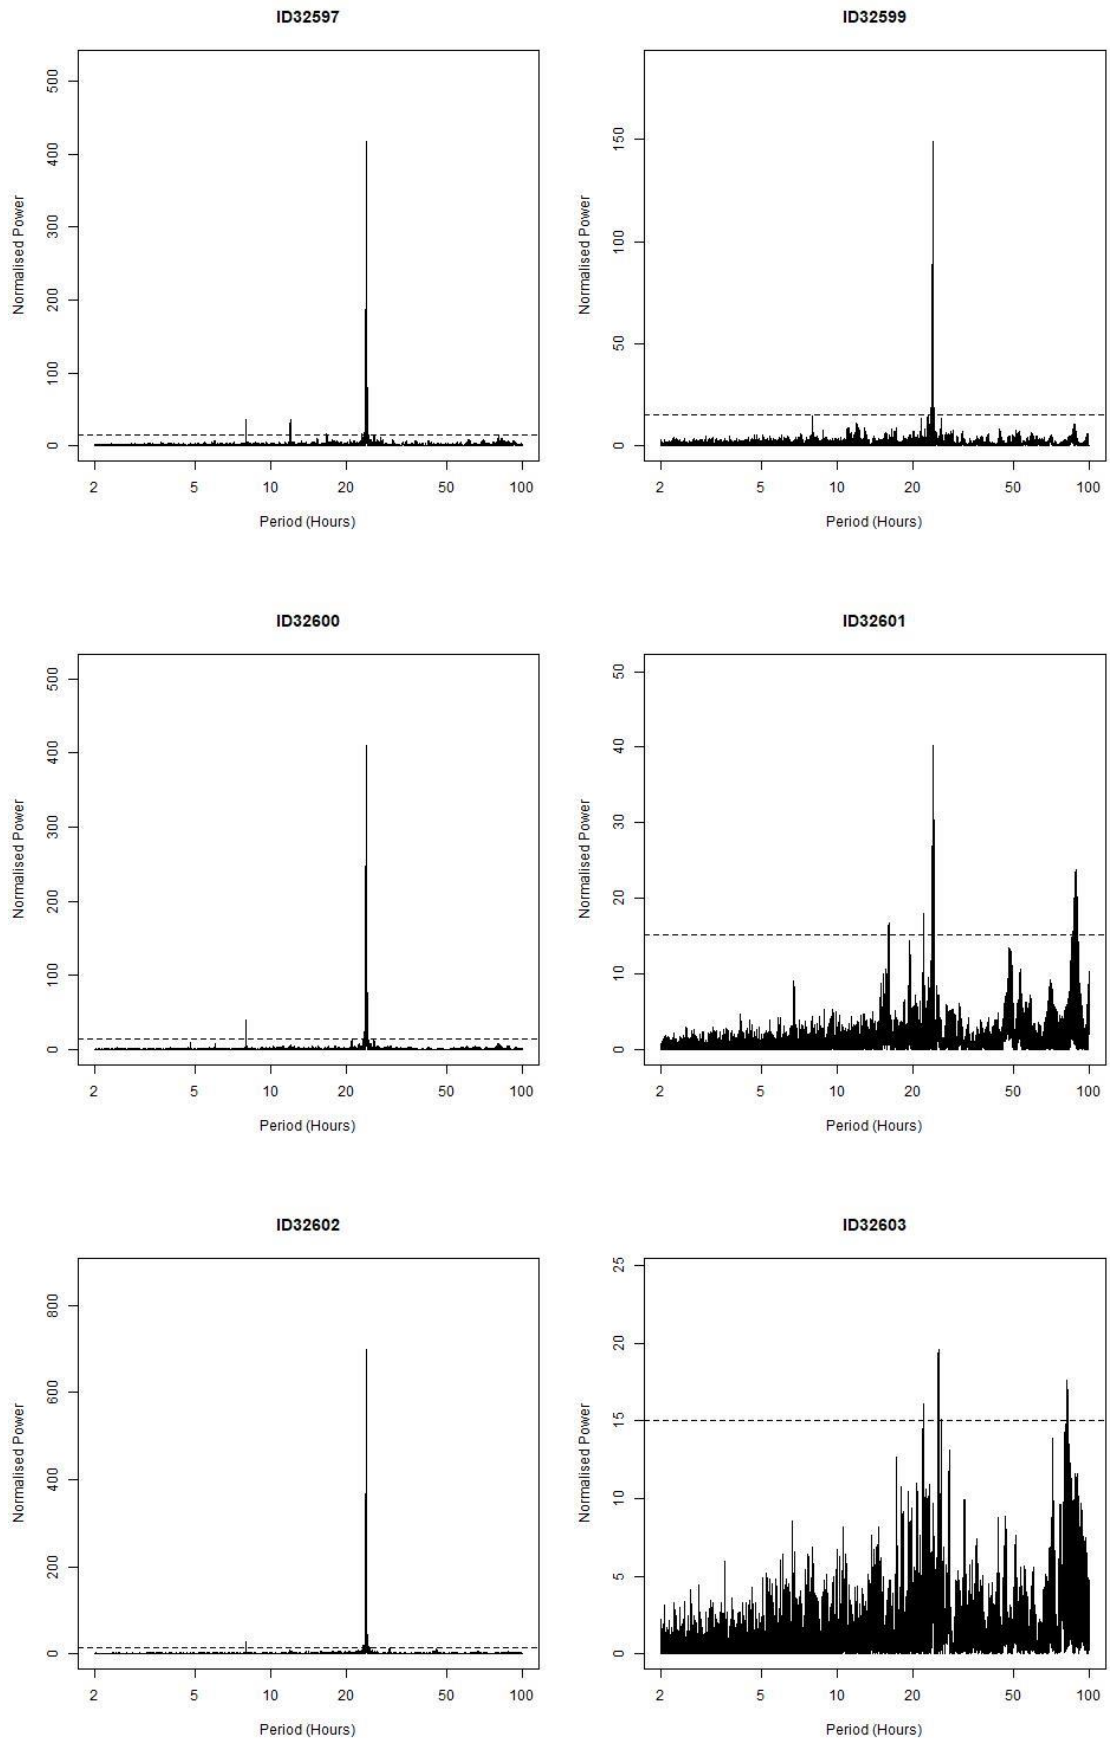 ID32597
500
400
300
200
100
0
Normalised Power
2 5 10 20 50 100
Period (Hours)
ID32599
150
100
50
0
Normalised Power
2 5 10 20 50 100
Period (Hours)
ID32600
500
400
300
200
100
0
Normalised Power
2 5 10 20 50 100
Period (Hours)
ID32601
50
40
30
20
10
0
Normalised Power
2 5 10 20 50 100
Period (Hours)
ID32602
800
600
400
200
0
Normalised Power
2 5 10 20 50 100
Period (Hours)
ID32603
25
20
15
10
5
0
Normalised Power
2 5 10 20 50 100
Period (Hours)